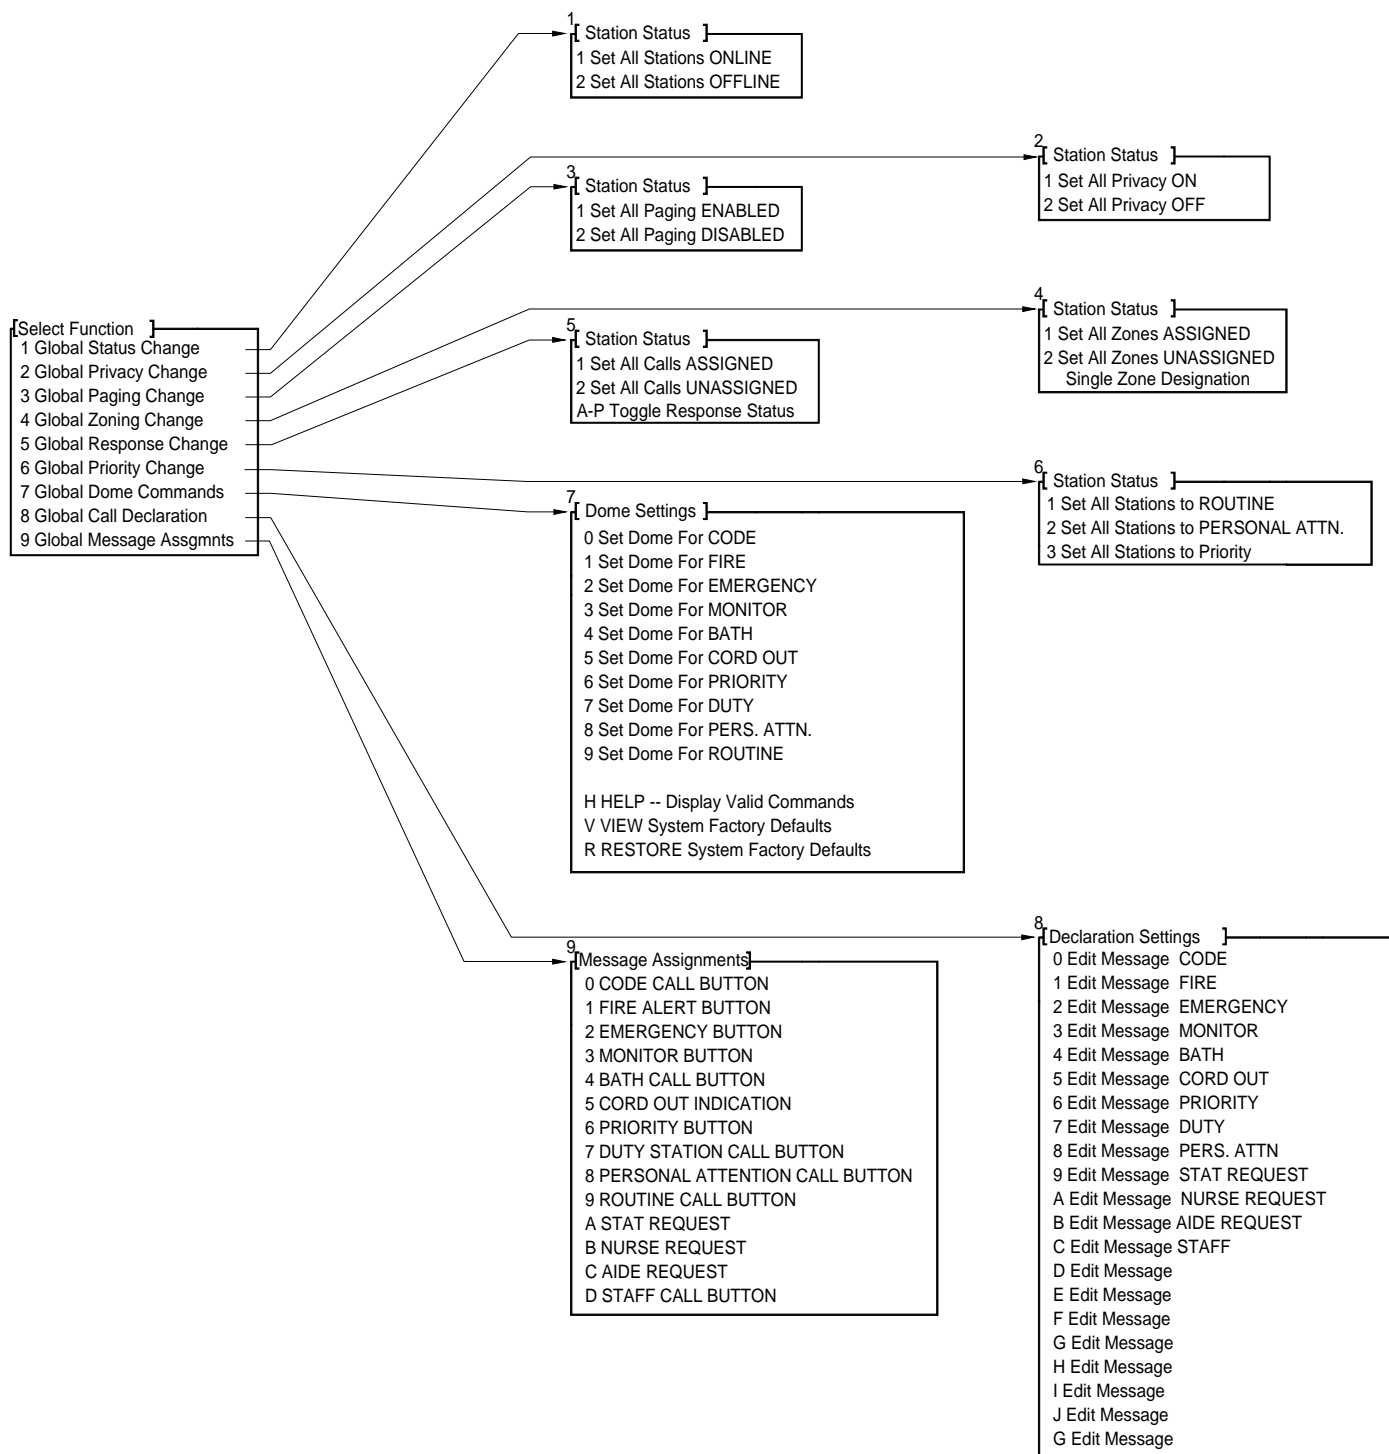 1
[ Station Status ]
1 Set All Stations ONLINE
2 Set All Stations OFFLINE
2
[ Station Status ]
1 Set All Privacy ON
2 Set All Privacy OFF
3
[ Station Status ]
1 Set All Paging ENABLED
2 Set All Paging DISABLED
4
[ Station Status ]
1 Set All Zones ASSIGNED
2 Set All Zones UNASSIGNED
Single Zone Designation
[Select Function ]
1 Global Status Change
2 Global Privacy Change
3 Global Paging Change
4 Global Zoning Change
5 Global Response Change
6 Global Priority Change
7 Global Dome Commands
8 Global Call Declaration
9 Global Message Assgmnts
5
[ Station Status ]
1 Set All Calls ASSIGNED
2 Set All Calls UNASSIGNED
A-P Toggle Response Status
6
[ Station Status ]
1 Set All Stations to ROUTINE
2 Set All Stations to PERSONAL ATTN.
3 Set All Stations to Priority
7
[ Dome Settings ]
0 Set Dome For CODE
1 Set Dome For FIRE
2 Set Dome For EMERGENCY
3 Set Dome For MONITOR
4 Set Dome For BATH
5 Set Dome For CORD OUT
6 Set Dome For PRIORITY
7 Set Dome For DUTY
8 Set Dome For PERS. ATTN.
9 Set Dome For ROUTINE
H HELP -- Display Valid Commands
V VIEW System Factory Defaults
R RESTORE System Factory Defaults
8
[Declaration Settings ]
0 Edit Message CODE
1 Edit Message FIRE
2 Edit Message EMERGENCY
3 Edit Message MONITOR
4 Edit Message BATH
5 Edit Message CORD OUT
6 Edit Message PRIORITY
7 Edit Message DUTY
8 Edit Message PERS. ATTN
9 Edit Message STAT REQUEST
A Edit Message NURSE REQUEST
B Edit Message AIDE REQUEST
C Edit Message STAFF
D Edit Message
E Edit Message
F Edit Message
G Edit Message
H Edit Message
I Edit Message
J Edit Message
G Edit Message
9
[Message Assignments]
0 CODE CALL BUTTON
1 FIRE ALERT BUTTON
2 EMERGENCY BUTTON
3 MONITOR BUTTON
4 BATH CALL BUTTON
5 CORD OUT INDICATION
6 PRIORITY BUTTON
7 DUTY STATION CALL BUTTON
8 PERSONAL ATTENTION CALL BUTTON
9 ROUTINE CALL BUTTON
A STAT REQUEST
B NURSE REQUEST
C AIDE REQUEST
D STAFF CALL BUTTON